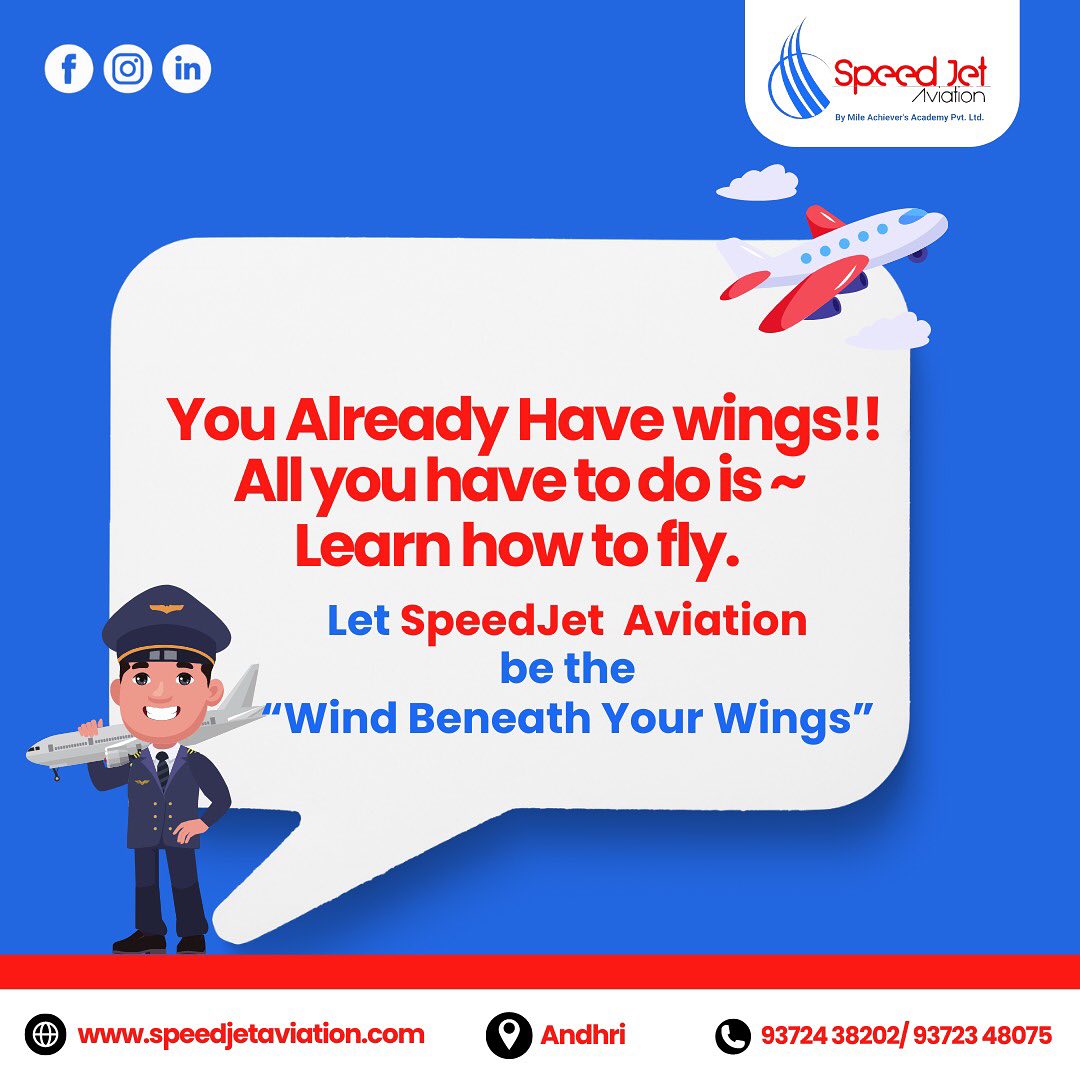 Speed Jet
Aviation
By Mile Achiever's Academy Pvt. Ltd.
You Already Have wings!!
All you have to do is ~
Learn how to fly.
Let SpeedJet Aviation
be the
“Wind Beneath Your Wings”
www.speedjetaviation.com
Andhri
93724 38202/ 93723 48075